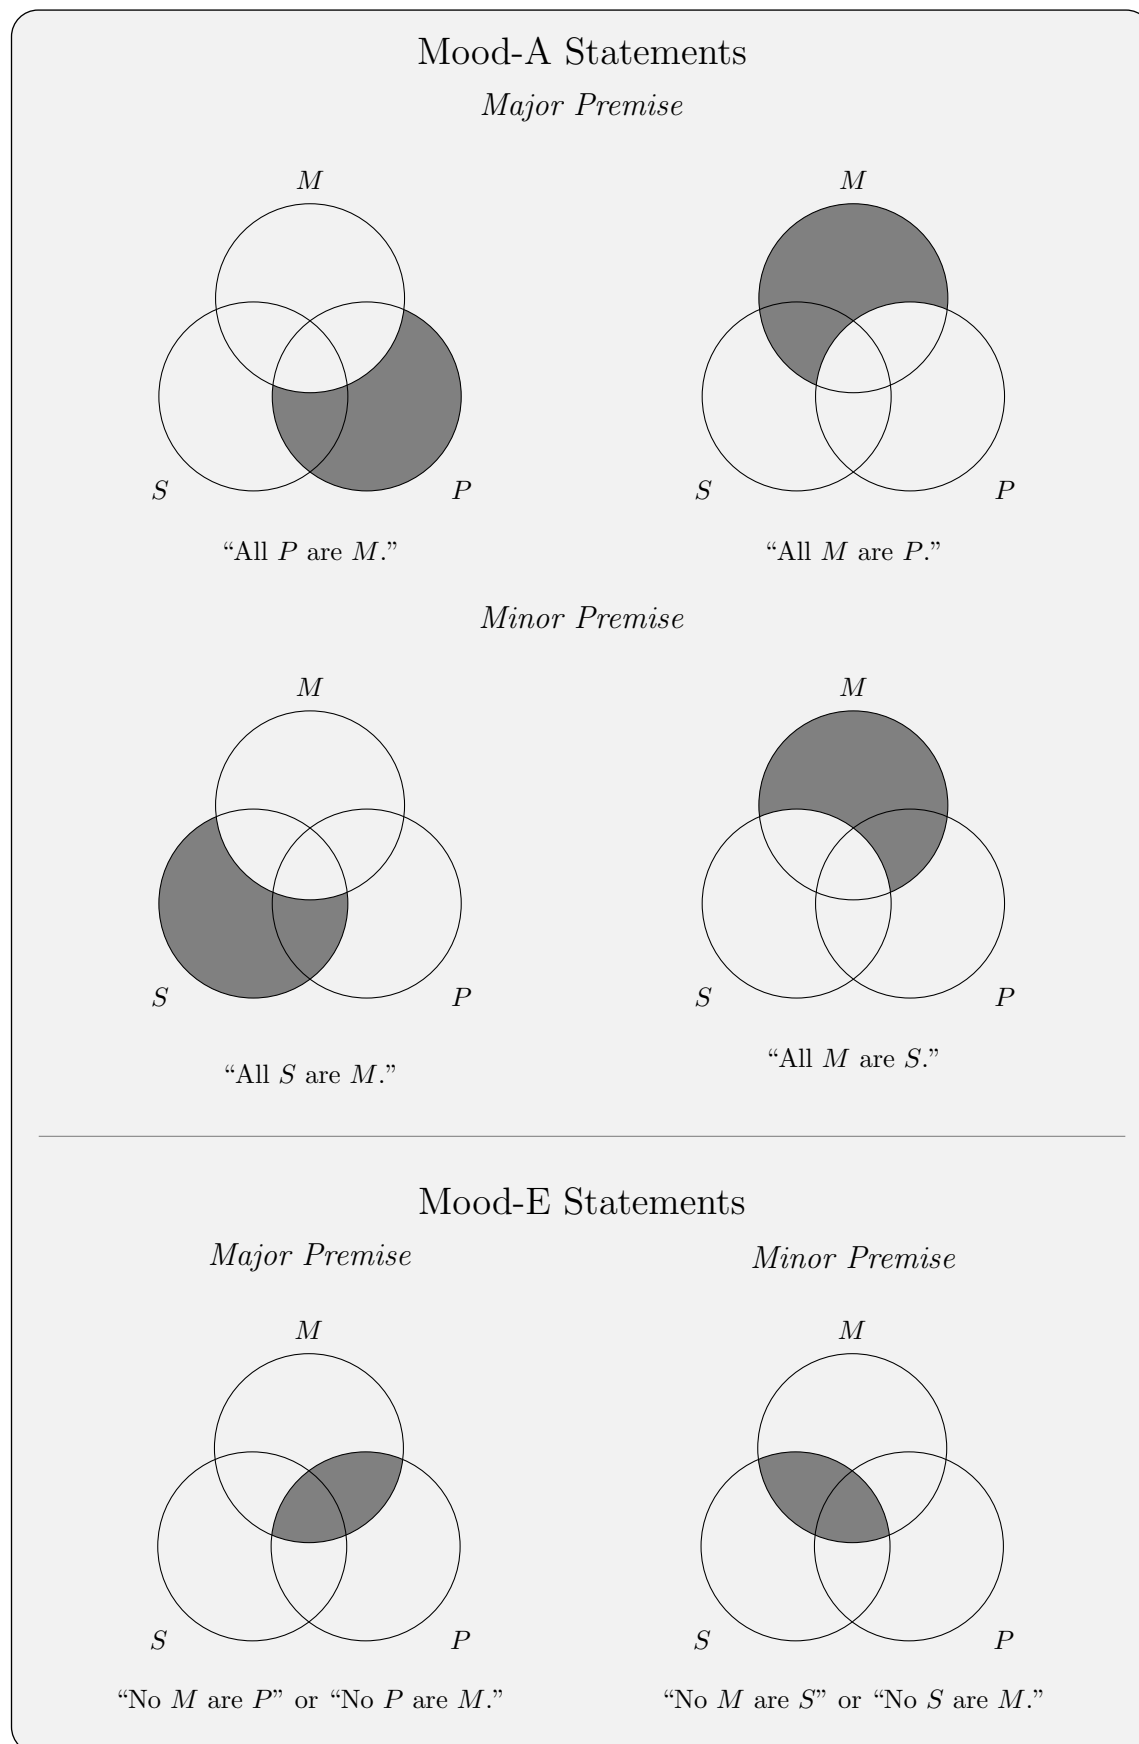 Mood-A Statements
Major Premise
M
M
S
P
S
P
“All P are M.”
“All M are P.”
Minor Premise
M
M
S
P
S
P
“All S are M.”
“All M are S.”
Mood-E Statements
Major Premise
Minor Premise
M
M
S
P
S
P
“No M are P” or “No P are M.”
“No M are S” or “No S are M.”